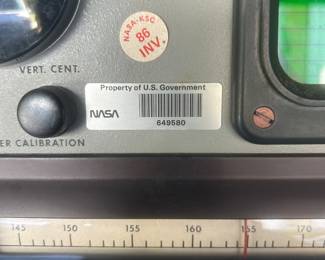 NASA-KSC
86
INV.
VERT. CENT.
Property of U.S. Government
NASA
649580
ER CALIBRATION
145 150 155 160 165 170